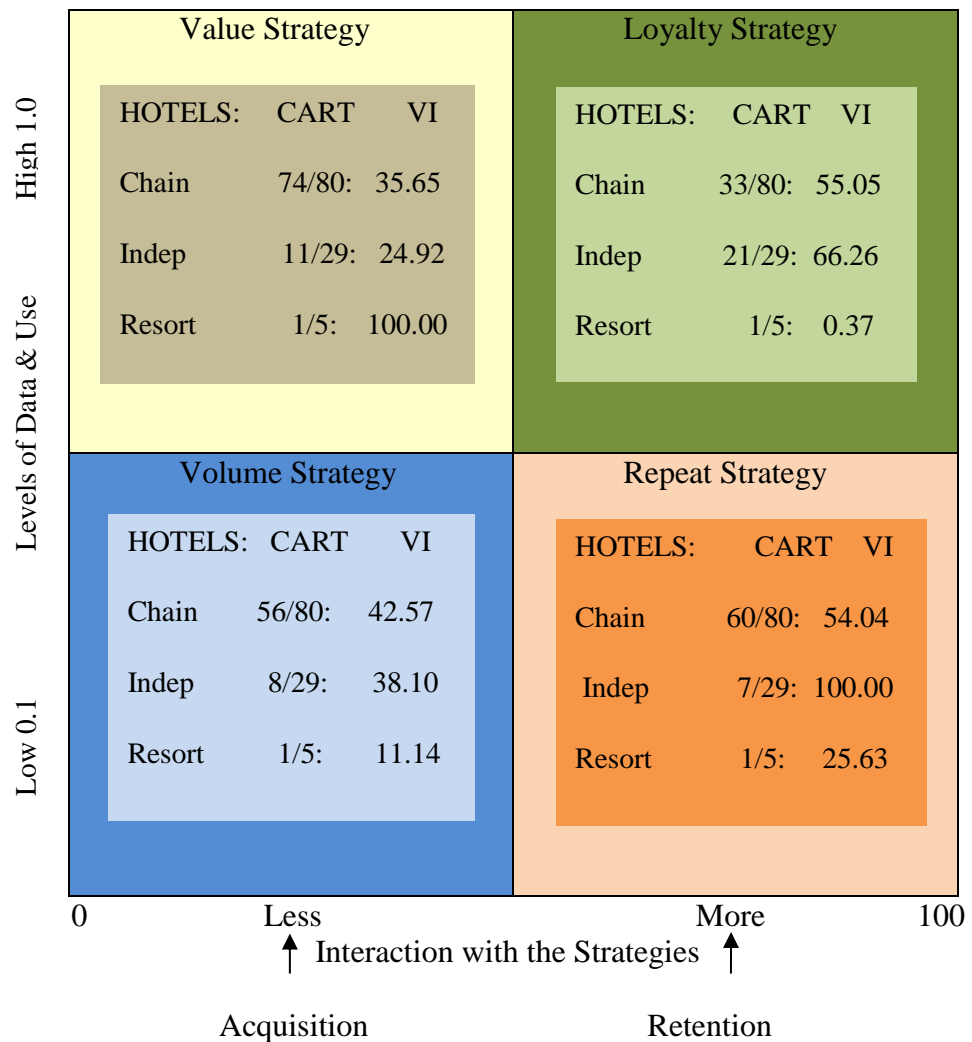 Value Strategy
HOTELS: CART VI
Chain 74/80: 35.65
Indep 11/29: 24.92
Resort 1/5: 100.00
Loyalty Strategy
HOTELS: CART VI
Chain 33/80: 55.05
Indep 21/29: 66.26
Resort 1/5: 0.37
Volume Strategy
HOTELS: CART VI
Chain 56/80: 42.57
Indep 8/29: 38.10
Resort 1/5: 11.14
Repeat Strategy
HOTELS: CART VI
Chain 60/80: 54.04
Indep 7/29: 100.00
Resort 1/5: 25.63
High 1.0
Levels of Data & Use
Low 0.1
0 Less More 100
Interaction with the Strategies
Acquisition Retention